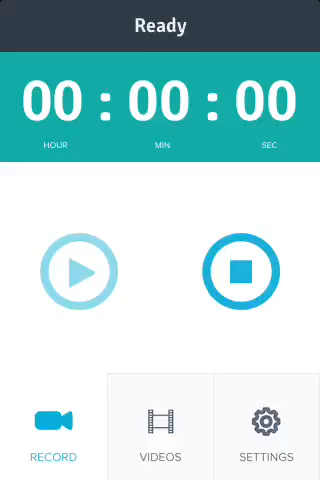 Ready
00 : 00 : 00
HOUR MIN SEC
RECORD VIDEOS SETTINGS